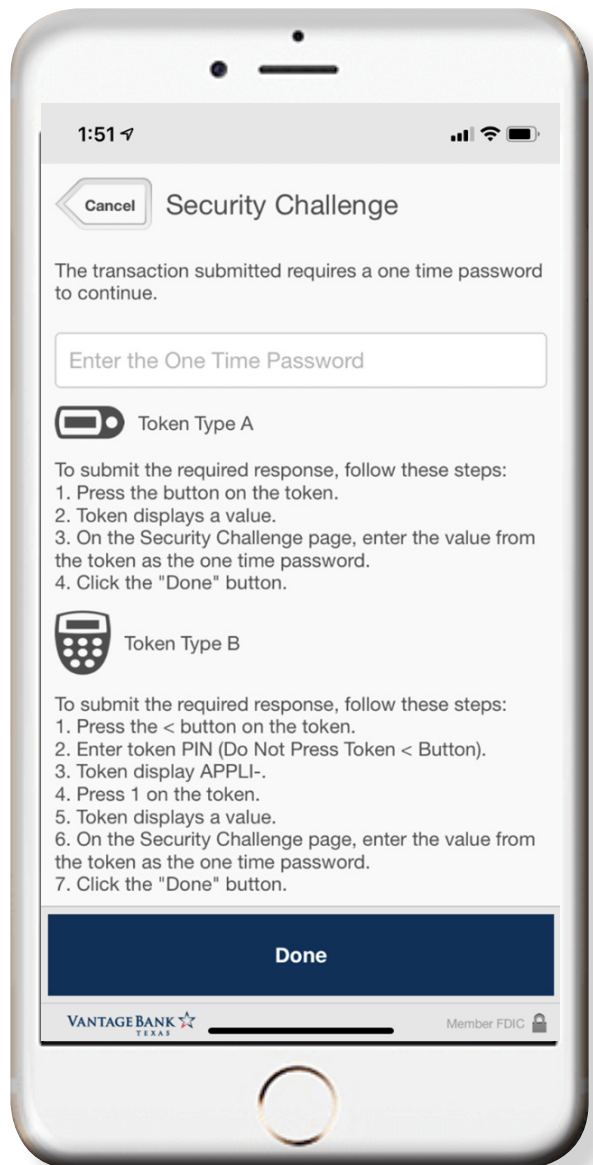 1:51
Cancel
Security Challenge
The transaction submitted requires a one time password
to continue.
Enter the One Time Password
Token Type A
To submit the required response, follow these steps:
1. Press the button on the token.
2. Token displays a value.
3. On the Security Challenge page, enter the value from
the token as the one time password.
4. Click the "Done" button.
Token Type B
To submit the required response, follow these steps:
1. Press the < button on the token.
2. Enter token PIN (Do Not Press Token < Button).
3. Token display APPLI-.
4. Press 1 on the token.
5. Token displays a value.
6. On the Security Challenge page, enter the value from
the token as the one time password.
7. Click the "Done" button.
Done
VANTAGE BANK
TEXAS
Member FDIC